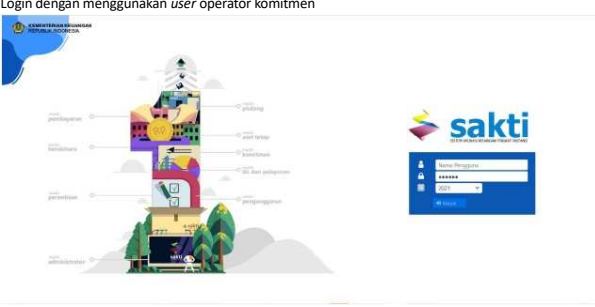 Login dengan menggunakan user operator komitmen
KEMENTERIAN KEUANGAN
REPUBLIK INDONESIA
modul
piutang
modul
pembayaran
Rp
modul
aset tetap
modul
bendahara
modul
komitmen
modul
GL dan pelaporan
modul
persediaan
modul
penganggaran
sakti
modul
administrator
sakti
SISTEM APLIKASI KEUANGAN TINGKAT INSTANSI
Nama Pengguna
••••••
2021
Masuk